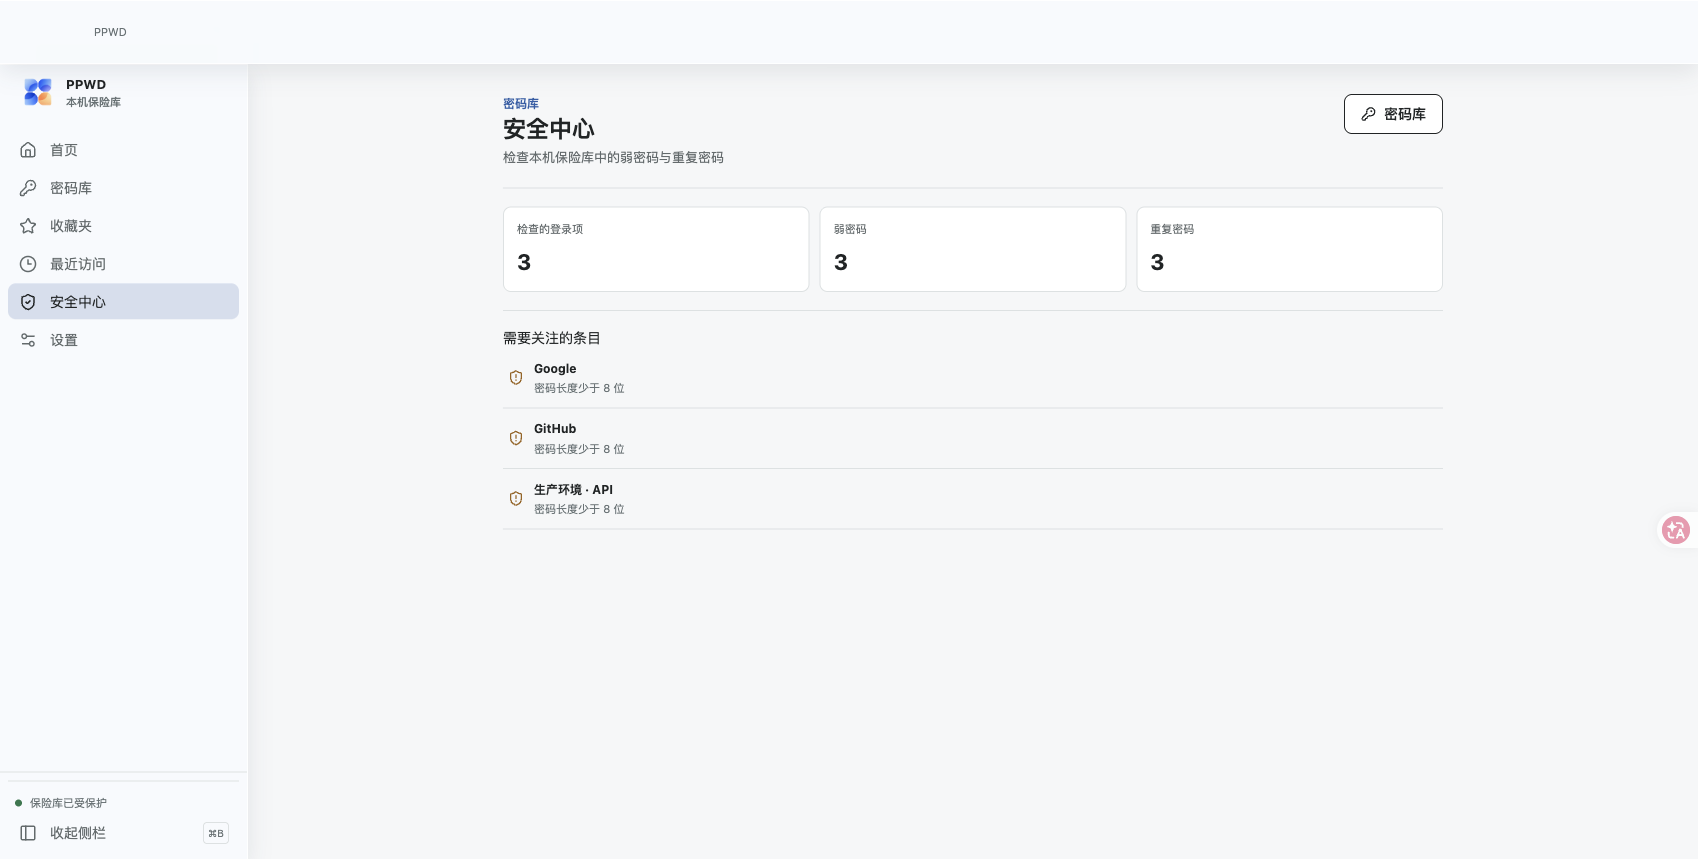 PPWD
PPWD
本机保险库
首页
密码库
收藏夹
最近访问
安全中心
设置
保险库已受保护
收起侧栏
⌘B
密码库
安全中心
检查本机保险库中的弱密码与重复密码
密码库
检查的登录项
3
弱密码
3
重复密码
3
需要关注的条目
Google
密码长度少于 8 位
GitHub
密码长度少于 8 位
生产环境 · API
密码长度少于 8 位